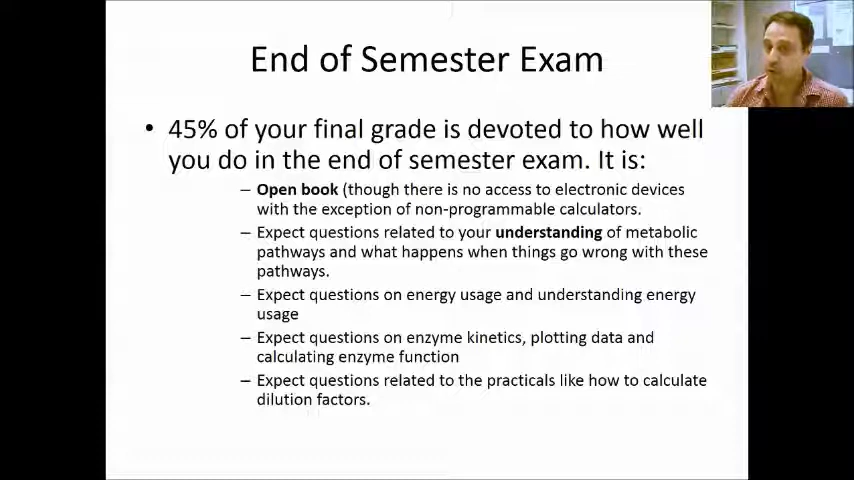 End of Semester Exam
• 45% of your final grade is devoted to how well
you do in the end of semester exam. It is:
– Open book (though there is no access to electronic devices
with the exception of non-programmable calculators.
– Expect questions related to your understanding of metabolic
pathways and what happens when things go wrong with these
pathways.
– Expect questions on energy usage and understanding energy
usage
– Expect questions on enzyme kinetics, plotting data and
calculating enzyme function
– Expect questions related to the practicals like how to calculate
dilution factors.